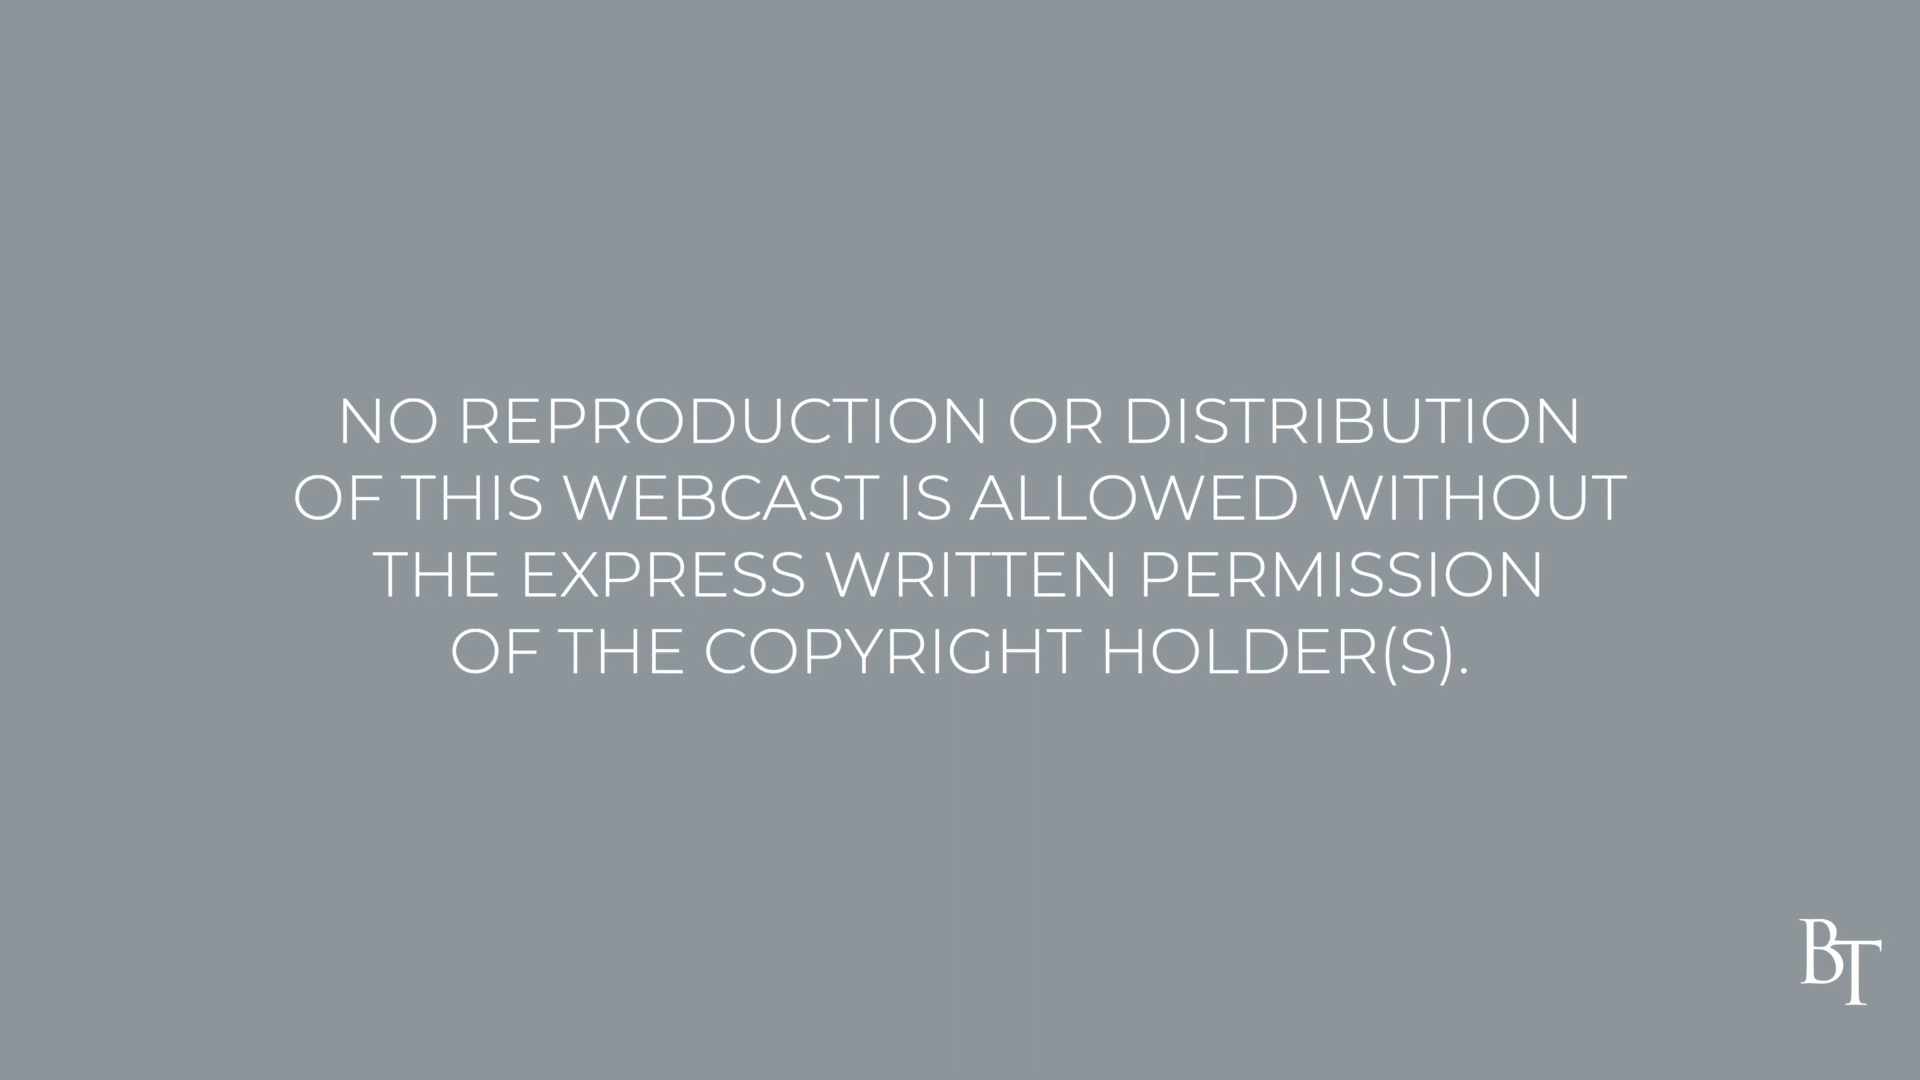 NO REPRODUCTION OR DISTRIBUTION
OF THIS WEBCAST IS ALLOWED WITHOUT
THE EXPRESS WRITTEN PERMISSION
OF THE COPYRIGHT HOLDER(S).
BT